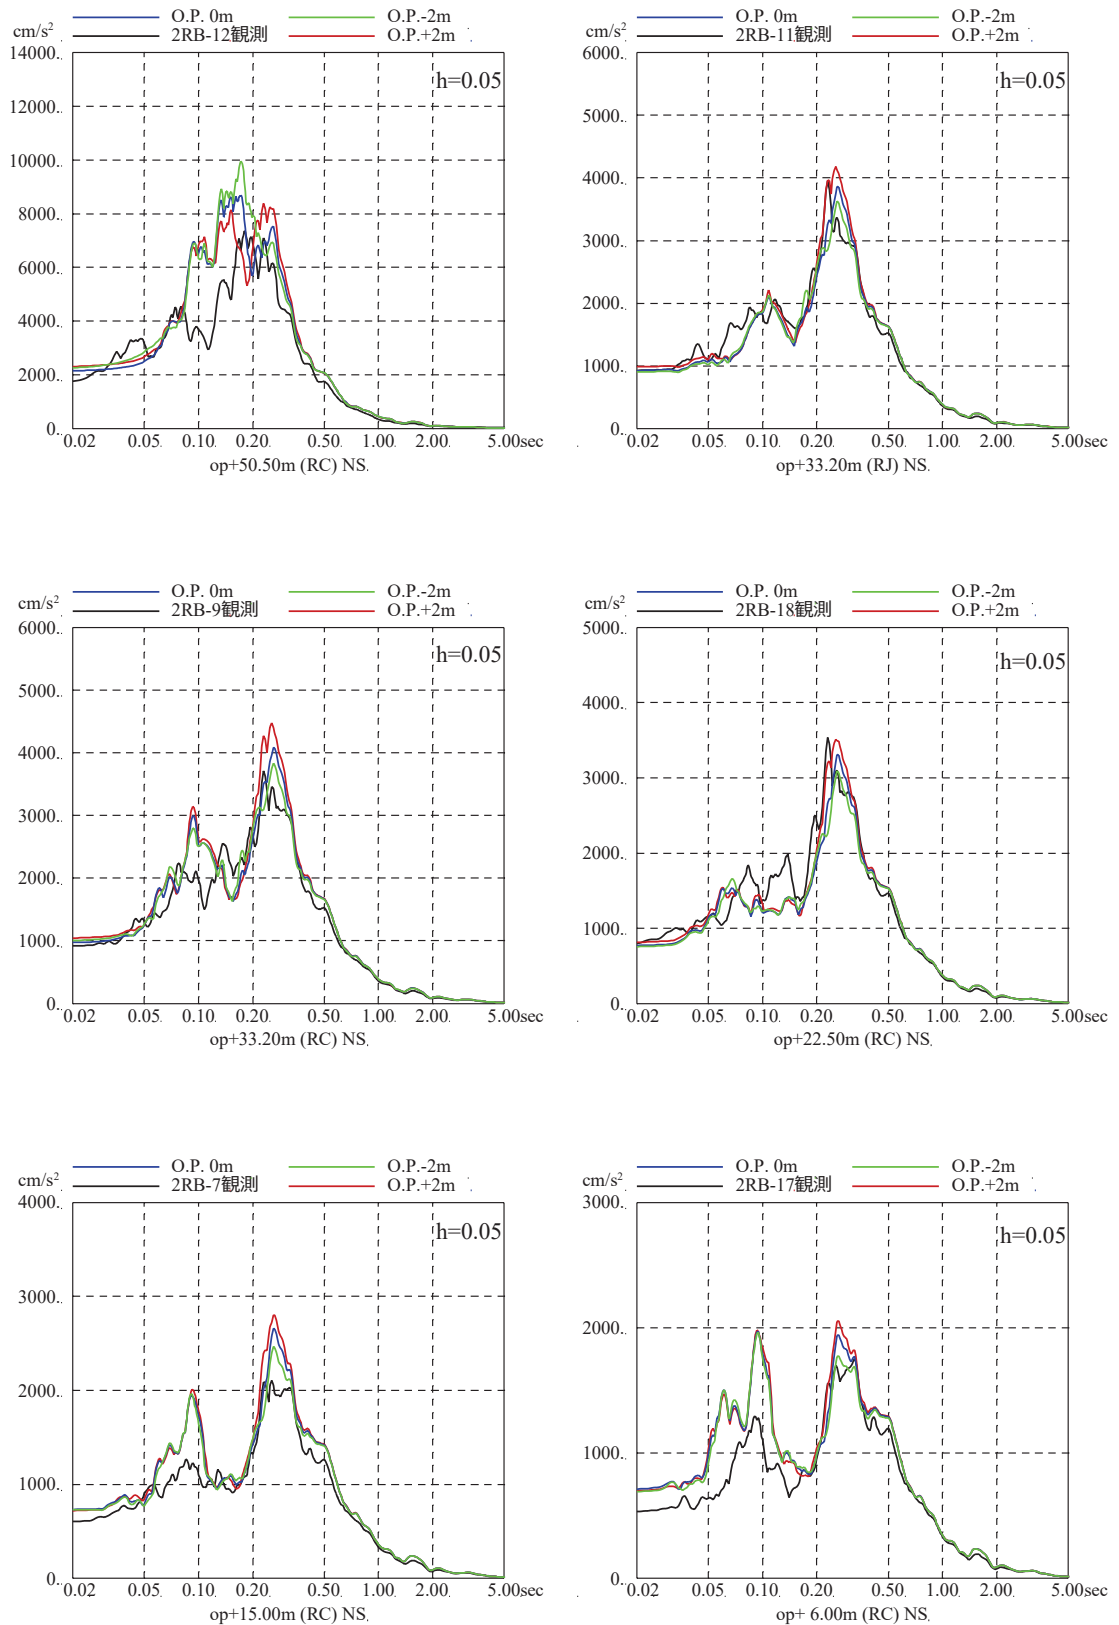 O.P. 0m O.P.-2m
cm/s² 2RB-12観測 O.P.+2m
14000.
h=0.05
12000.
10000.
8000.
6000.
4000.
2000.
0.
0.02 0.05 0.10 0.20 0.50 1.00 2.00 5.00sec
op+50.50m (RC) NS
O.P. 0m O.P.-2m
cm/s² 2RB-11観測 O.P.+2m
6000.
h=0.05
5000.
4000.
3000.
2000.
1000.
0.
0.02 0.05 0.10 0.20 0.50 1.00 2.00 5.00sec
op+33.20m (RJ) NS
O.P. 0m O.P.-2m
cm/s² 2RB-9観測 O.P.+2m
6000.
h=0.05
5000.
4000.
3000.
2000.
1000.
0.
0.02 0.05 0.10 0.20 0.50 1.00 2.00 5.00sec
op+33.20m (RC) NS
O.P. 0m O.P.-2m
cm/s² 2RB-18観測 O.P.+2m
5000.
h=0.05
4000.
3000.
2000.
1000.
0.
0.02 0.05 0.10 0.20 0.50 1.00 2.00 5.00sec
op+22.50m (RC) NS
O.P. 0m O.P.-2m
cm/s² 2RB-7観測 O.P.+2m
4000.
h=0.05
3000.
2000.
1000.
0.
0.02 0.05 0.10 0.20 0.50 1.00 2.00 5.00sec
op+15.00m (RC) NS
O.P. 0m O.P.-2m
cm/s² 2RB-17観測 O.P.+2m
3000.
h=0.05
2000.
1000.
0.
0.02 0.05 0.10 0.20 0.50 1.00 2.00 5.00sec
op+ 6.00m (RC) NS